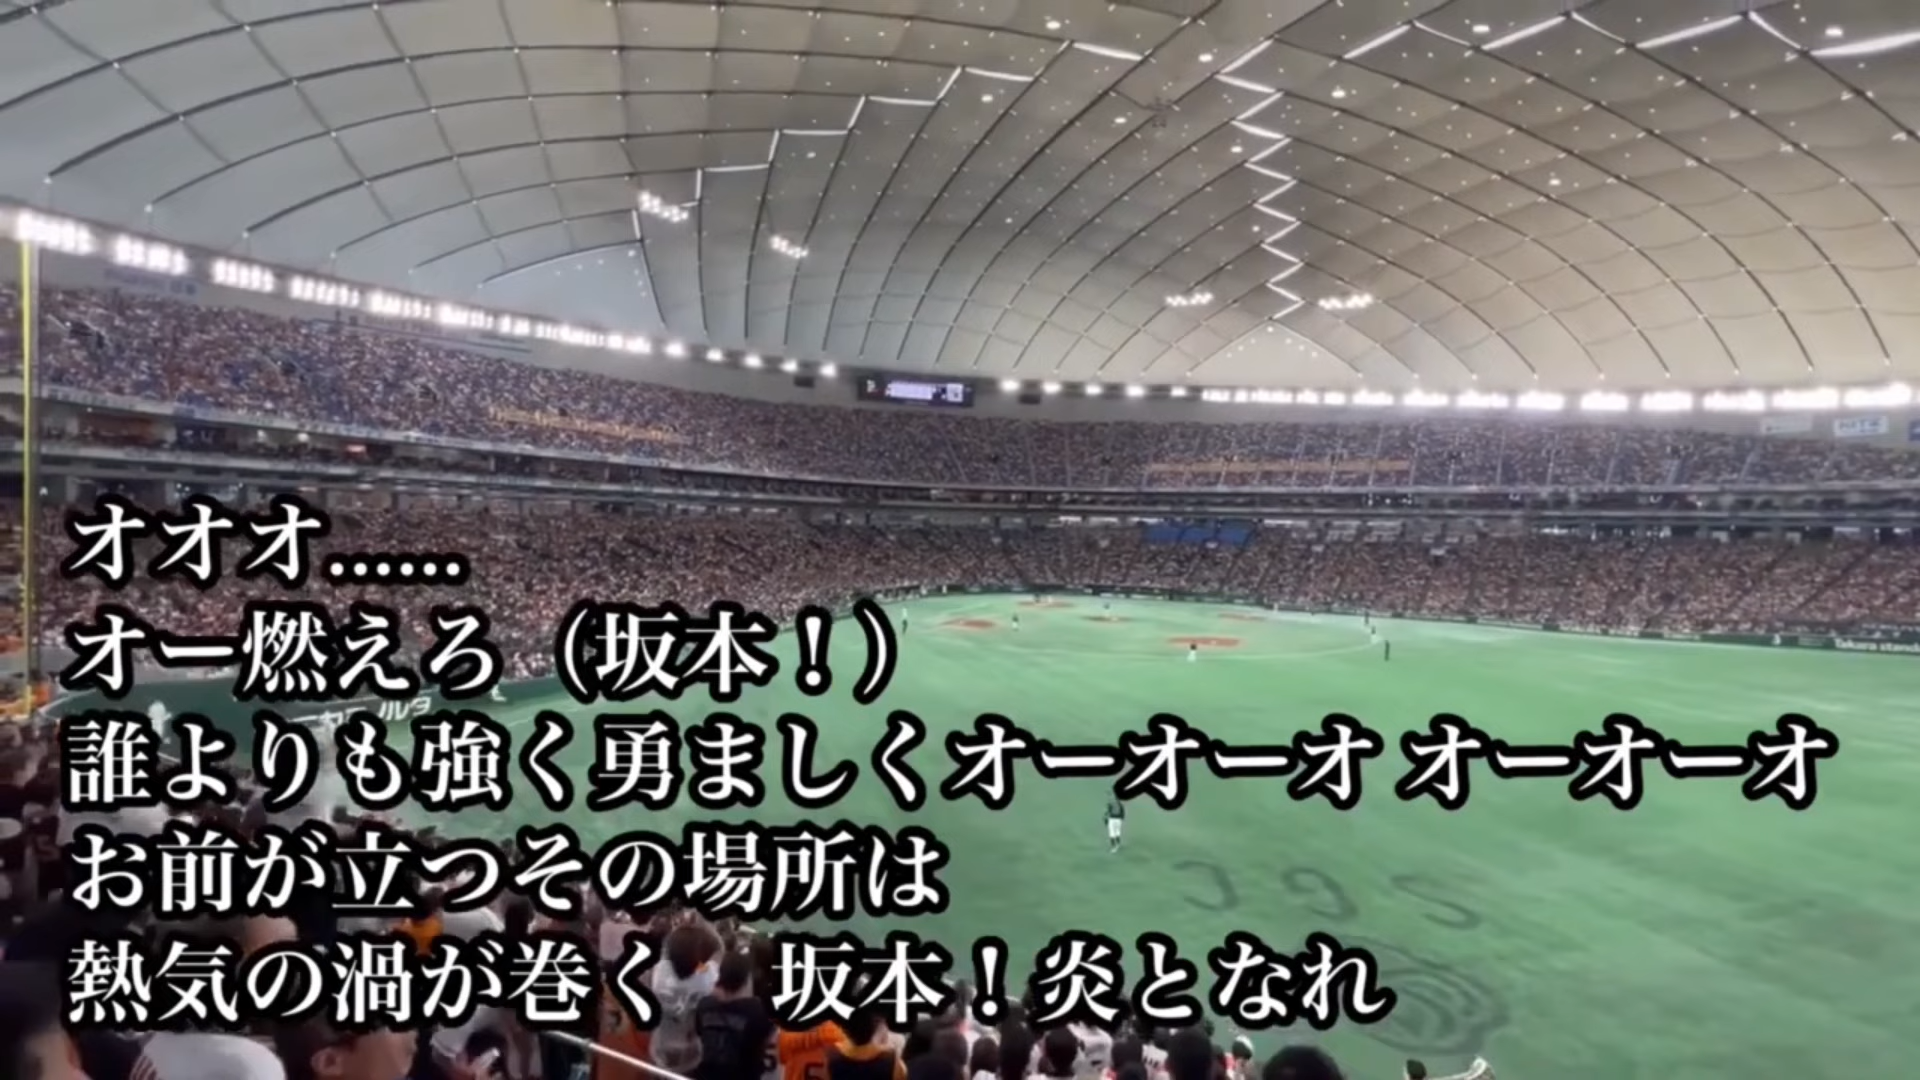 オオオ……
オー燃えろ（坂本！）
誰よりも強く勇ましくオーオーオ オーオーオ
お前が立つその場所は
熱気の渦が巻く　坂本！炎となれ
Takara standa